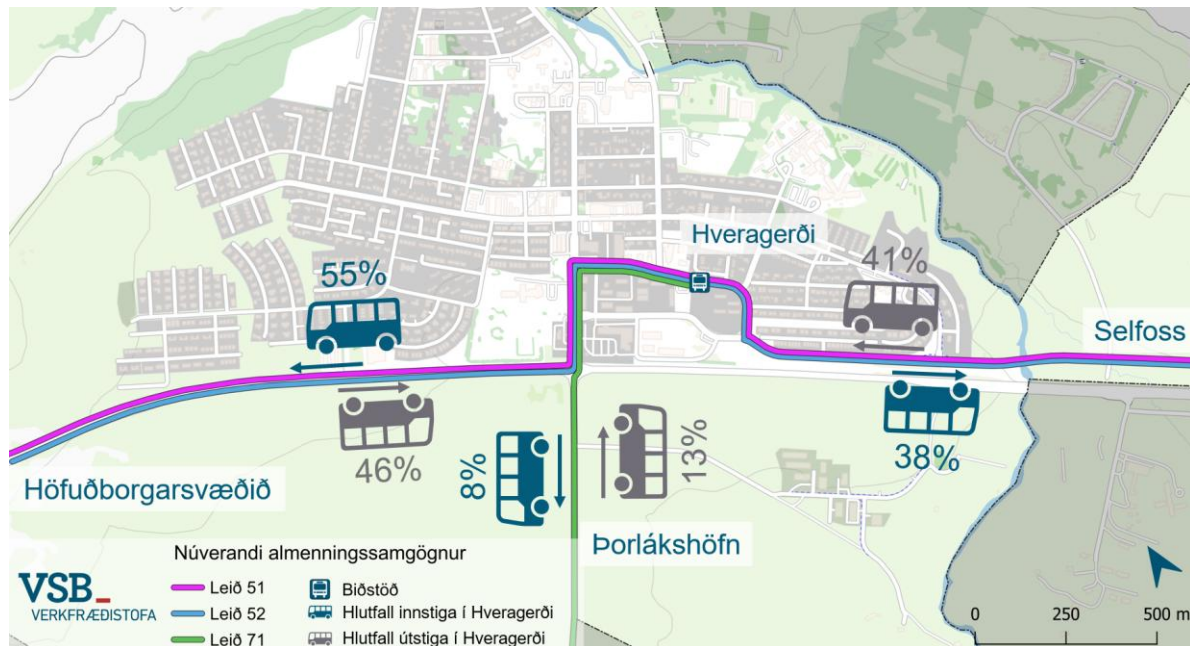 Hveragerði
55%
41%
Selfoss
46%
8%
13%
38%
Höfuðborgarsvæðið
Þorlákshöfn
Núverandi almenningssamgögnur
VSB
VERKFRÆÐISTOFA
Leið 51
Leið 52
Leið 71
Biðstöð
Hlutfall innstiga í Hveragerði
Hlutfall útstiga í Hveragerði
0 250 500 m